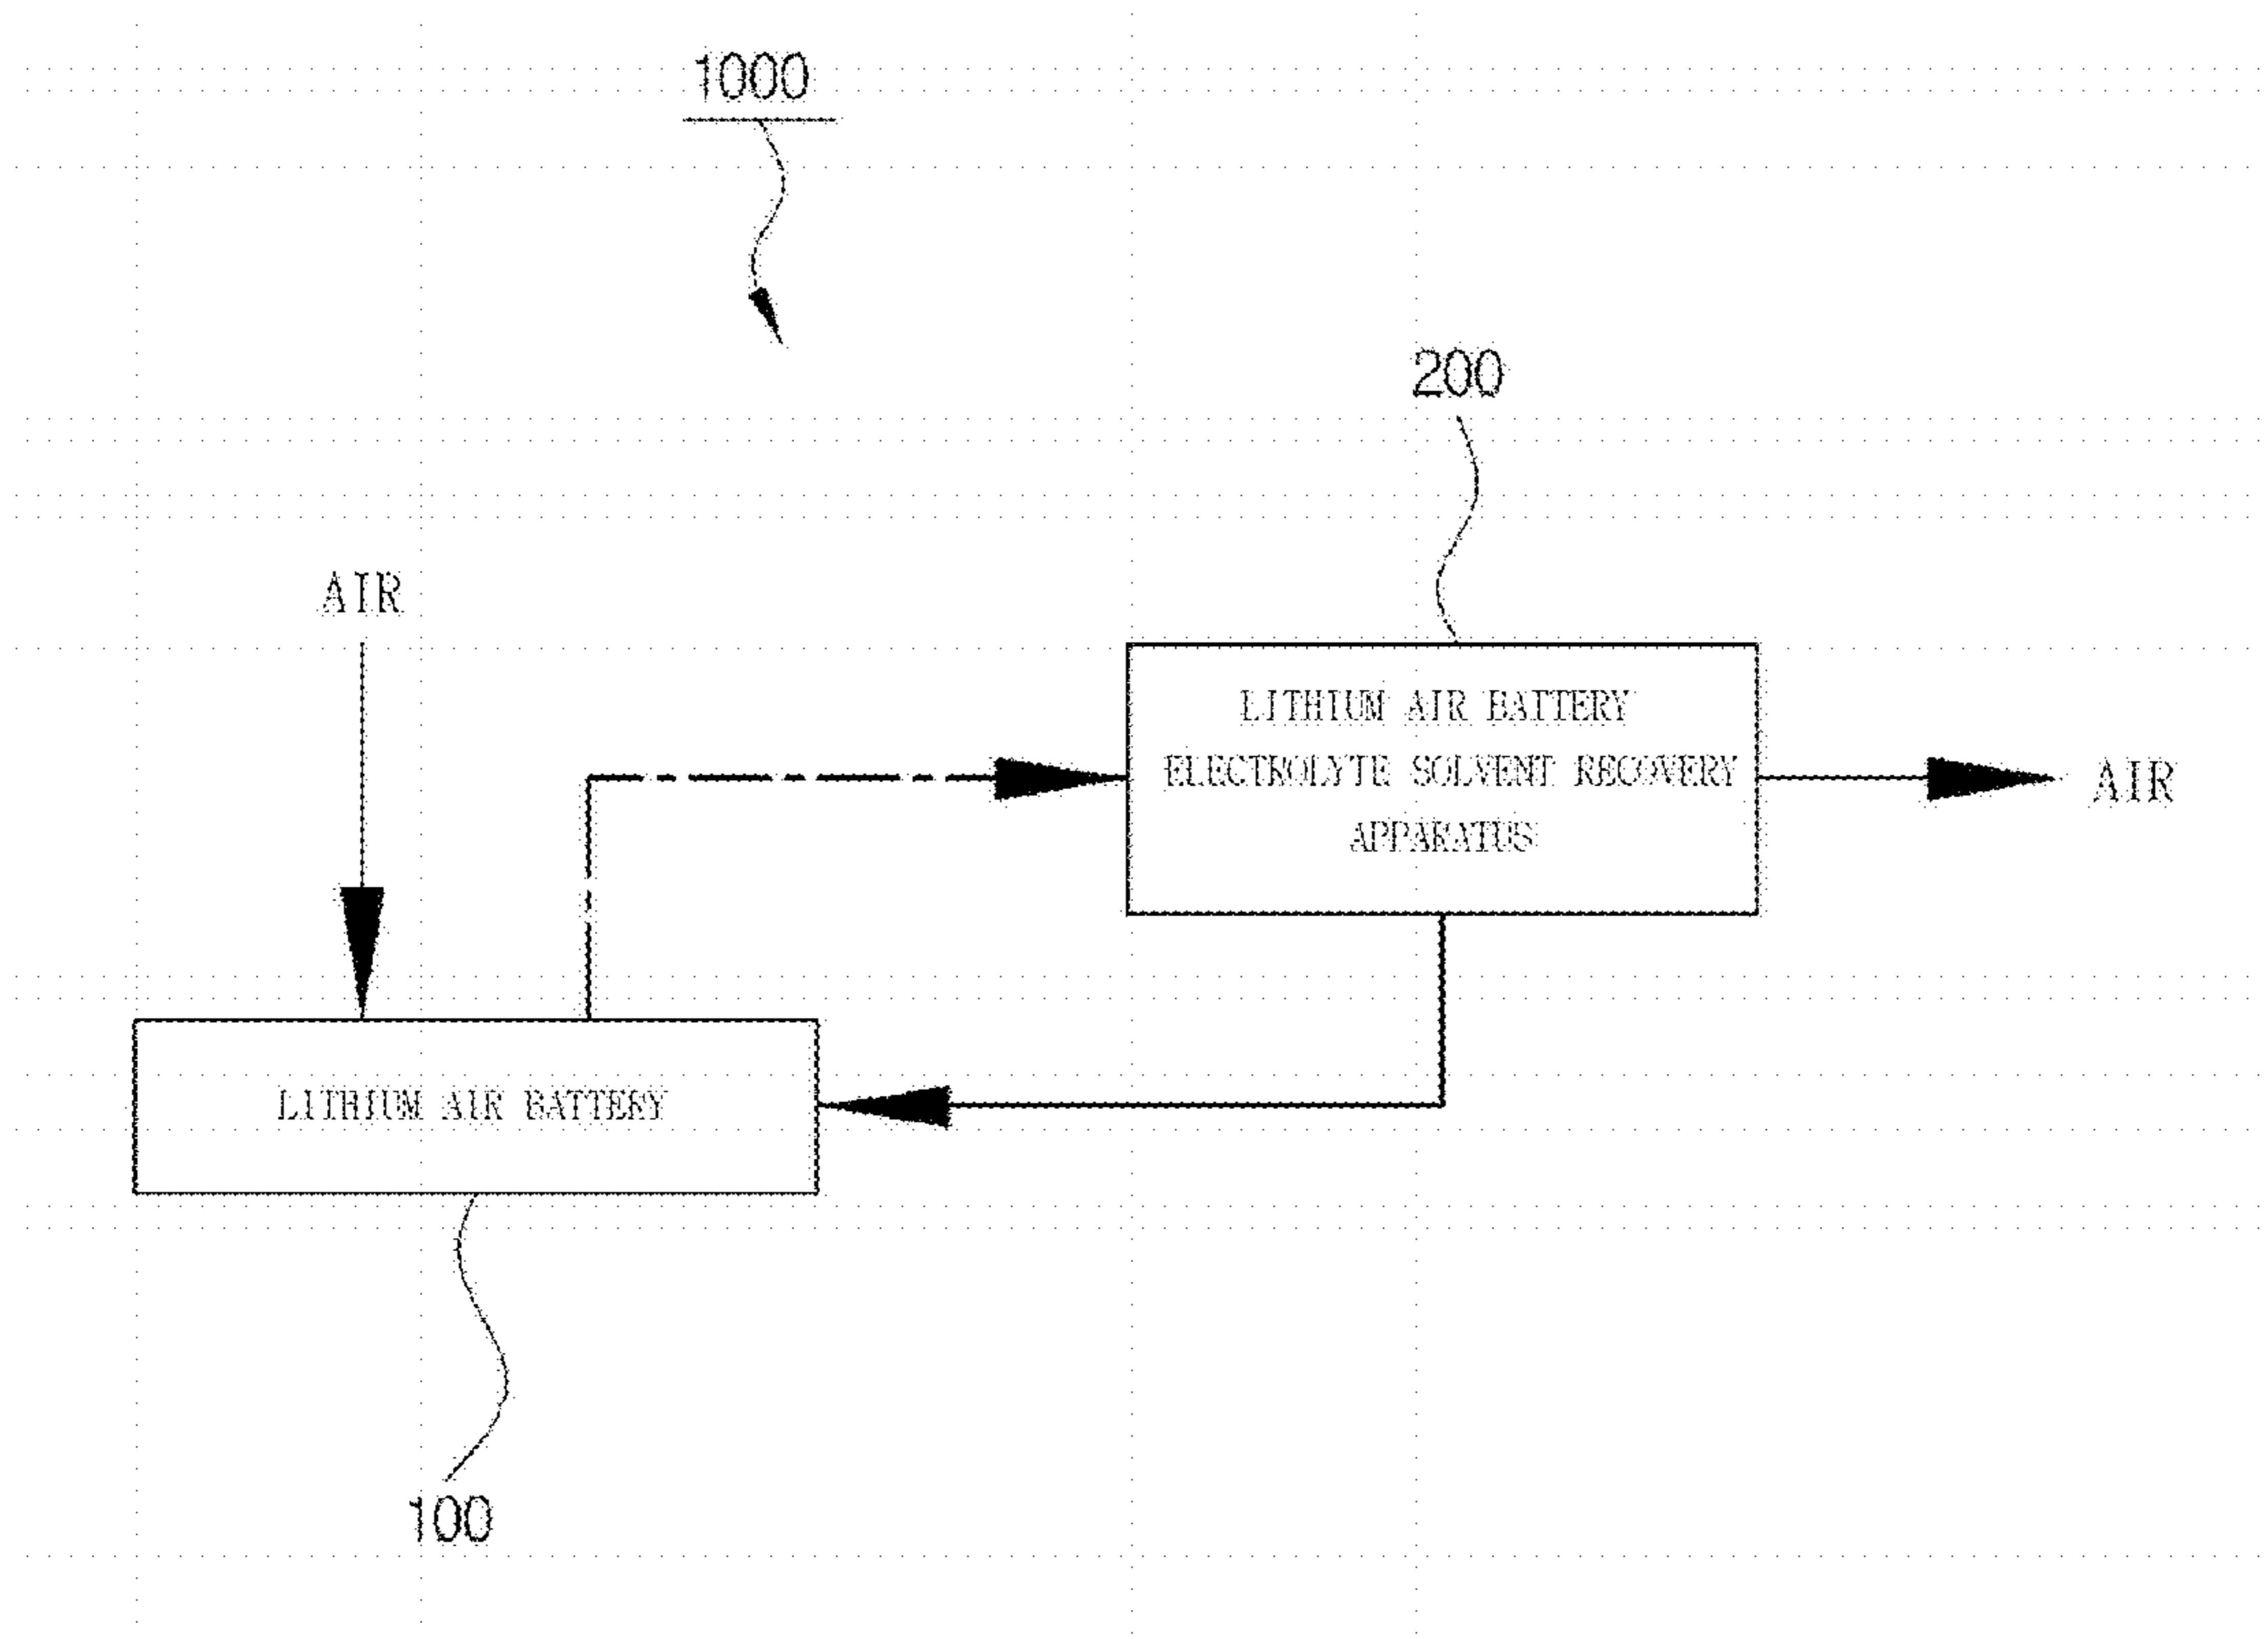 1000
200
AIR
LITHIUM AIR BATTERY
ELECTROLYTE SOLVENT RECOVERY
APPARATUS
AIR
LITHIUM AIR BATTERY
100